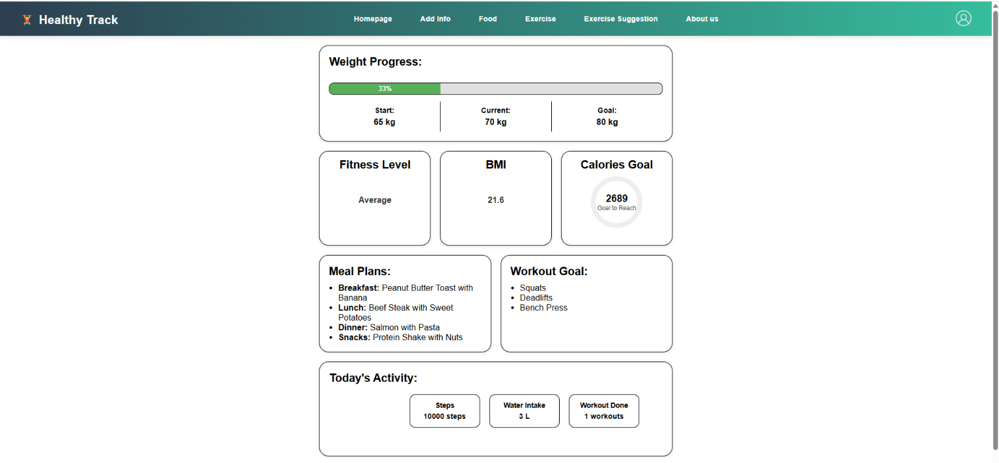 Healthy Track
Homepage
Add Info
Food
Exercise
Exercise Suggestion
About us
Weight Progress:
33%
Start:
65 kg
Current:
70 kg
Goal:
80 kg
Fitness Level
Average
BMI
21.6
Calories Goal
2689
Goal to Reach
Meal Plans:
Breakfast: Peanut Butter Toast with
Banana
Lunch: Beef Steak with Sweet
Potatoes
Dinner: Salmon with Pasta
Snacks: Protein Shake with Nuts
Workout Goal:
Squats
Deadlifts
Bench Press
Today's Activity:
Steps
10000 steps
Water Intake
3 L
Workout Done
1 workouts